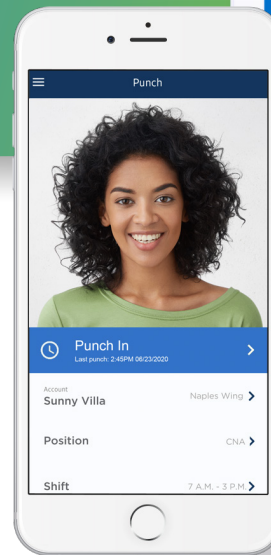 Punch
Punch In
Last punch: 2:45PM 06/23/2020
Account
Sunny Villa
Naples Wing
Position
CNA
Shift
7 A.M. - 3 P.M.